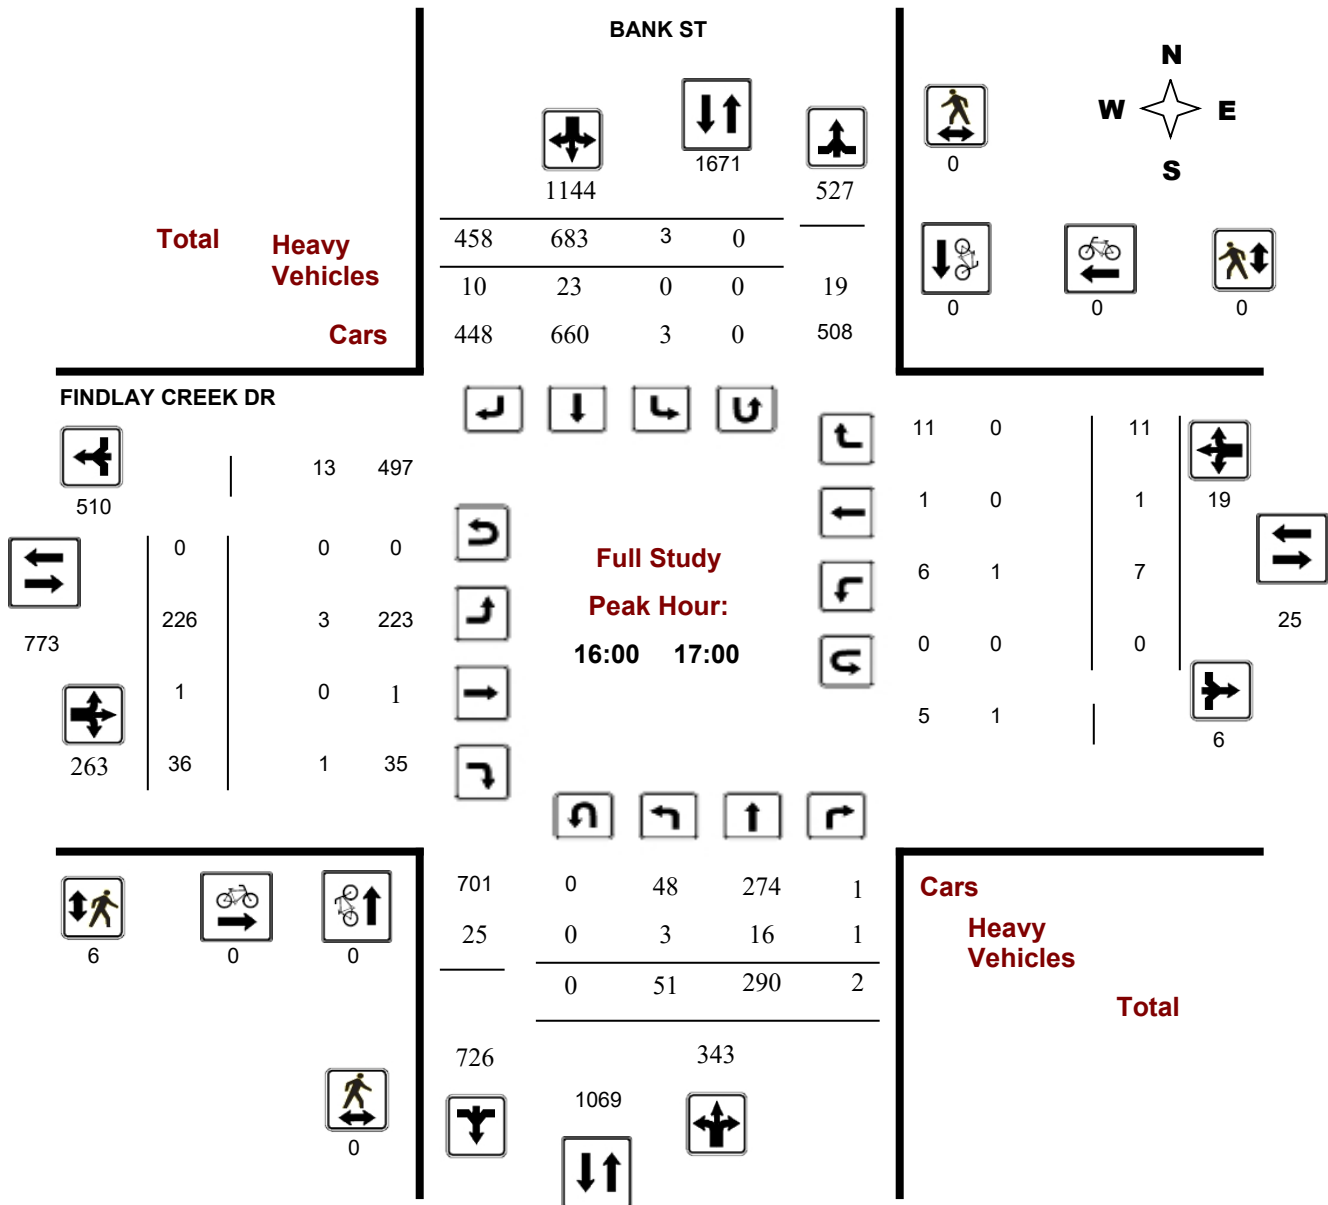 BANK ST
N
W E
S
1671
0
1144 527
Total Heavy Vehicles
458 683 3 0
10 23 0 0 19
Cars 448 660 3 0 508
0 0 0
FINDLAY CREEK DR
11 0 11
13 497
510
1 0 1 19
0 0 0
Full Study
6 1 7
226 3 223
Peak Hour:
25
773
16:00 17:00
0 0 0
1 0 1
5 1
6
263 36 1 35
701 0 48 274 1
Cars
25 0 3 16 1
Heavy
Vehicles
6 0 0
0 51 290 2
Total
726 343
1069
0